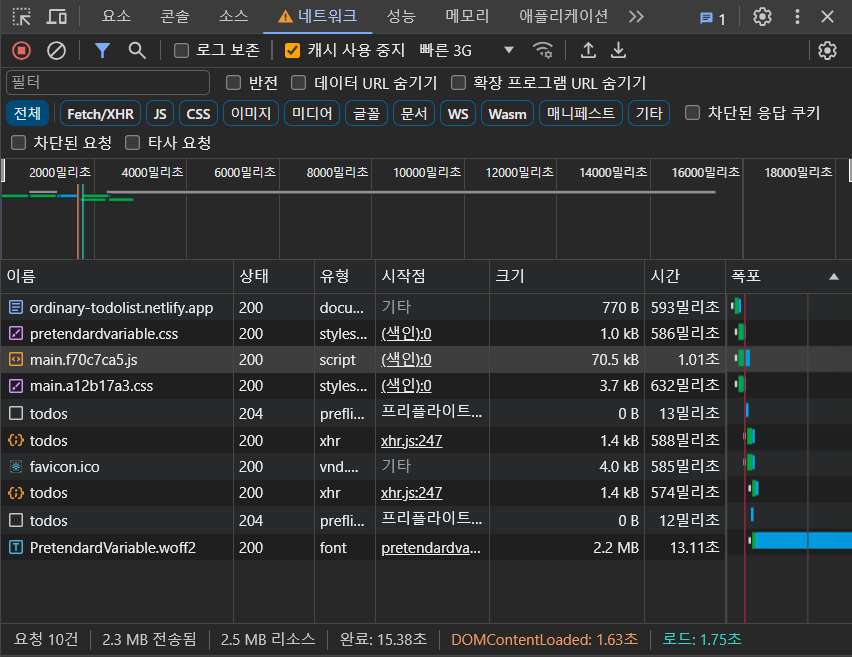 요소 콘솔 소스 네트워크 성능 메모리 애플리케이션 1
로그 보존 캐시 사용 중지 빠른 3G
필터 반전 데이터 URL 숨기기 확장 프로그램 URL 숨기기
전체 Fetch/XHR JS CSS 이미지 미디어 글꼴 문서 WS Wasm 매니페스트 기타 차단된 응답 쿠키
차단된 요청 타사 요청
2000밀리초 4000밀리초 6000밀리초 8000밀리초 10000밀리초 12000밀리초 14000밀리초 16000밀리초 18000밀리초
이름 상태 유형 시작점 크기 시간 폭포
ordinary-todolist.netlify.app 200 docu... 기타 770 B 593밀리초
pretendardvariable.css 200 styles... (색인):0 1.0 kB 586밀리초
main.f70c7ca5.js 200 script (색인):0 70.5 kB 1.01초
main.a12b17a3.css 200 styles... (색인):0 3.7 kB 632밀리초
todos 204 prefli... 프리플라이트... 0 B 13밀리초
todos 200 xhr xhr.js:247 1.4 kB 588밀리초
favicon.ico 200 vnd.... 기타 4.0 kB 585밀리초
todos 200 xhr xhr.js:247 1.4 kB 574밀리초
todos 204 prefli... 프리플라이트... 0 B 12밀리초
PretendardVariable.woff2 200 font pretendardva... 2.2 MB 13.11초
요청 10건 2.3 MB 전송됨 2.5 MB 리소스 완료: 15.38초 DOMContentLoaded: 1.63초 로드: 1.75초